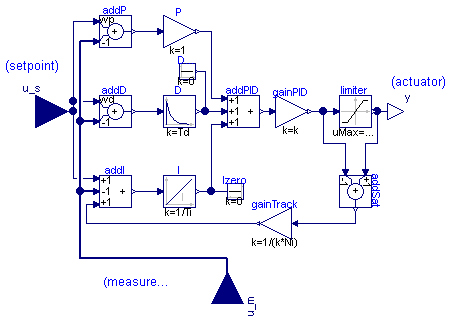 addP
P
wp
-1
k=1
(setpoint)
u_s
D
k=0
addD
D
wd
-1
k=Td
addPID
+1
+1
+1
gainPID
k=k
limiter
uMax=...
(actuator)
y
addI
+1
-1
+1
+
I
k=1/Ti
Izero
k=0
addSat
+
gainTrack
k=1/(k*Ni)
(measure...
u_m